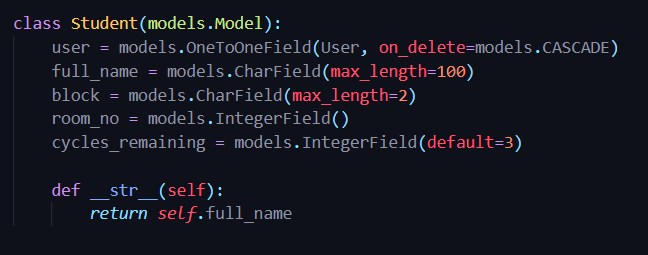 class Student(models.Model):
    user = models.OneToOneField(User, on_delete=models.CASCADE)
    full_name = models.CharField(max_length=100)
    block = models.CharField(max_length=2)
    room_no = models.IntegerField()
    cycles_remaining = models.IntegerField(default=3)

    def __str__(self):
        return self.full_name